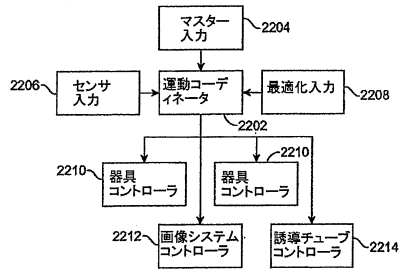 マスター
入力
2204
2206
センサ
入力
運動コーディ
ネータ
最適化入力
2208
2202
2210
器具
コントローラ
2210
器具
コントローラ
2212
画像システム
コントローラ
誘導チューブ
コントローラ
2214